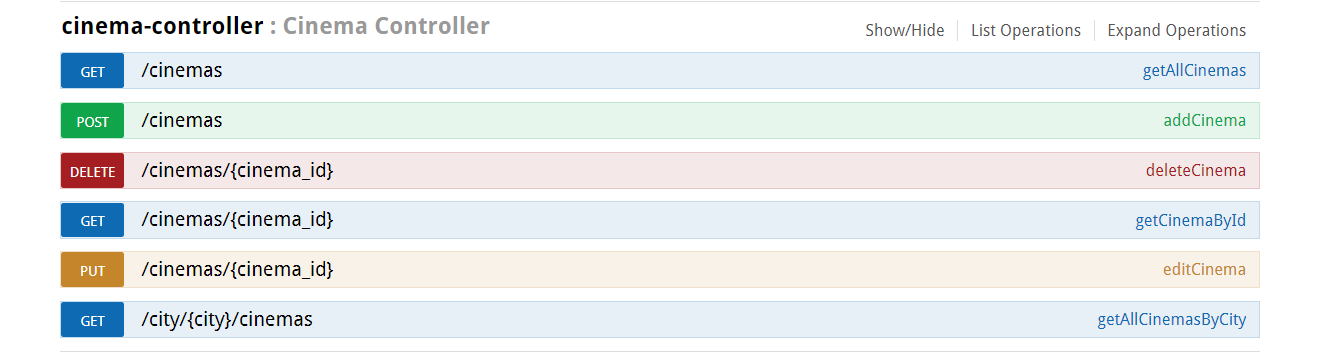 cinema-controller : Cinema Controller Show/Hide List Operations Expand Operations
GET /cinemas getAllCinemas
POST /cinemas addCinema
DELETE /cinemas/{cinema_id} deleteCinema
GET /cinemas/{cinema_id} getCinemaById
PUT /cinemas/{cinema_id} editCinema
GET /city/{city}/cinemas getAllCinemasByCity